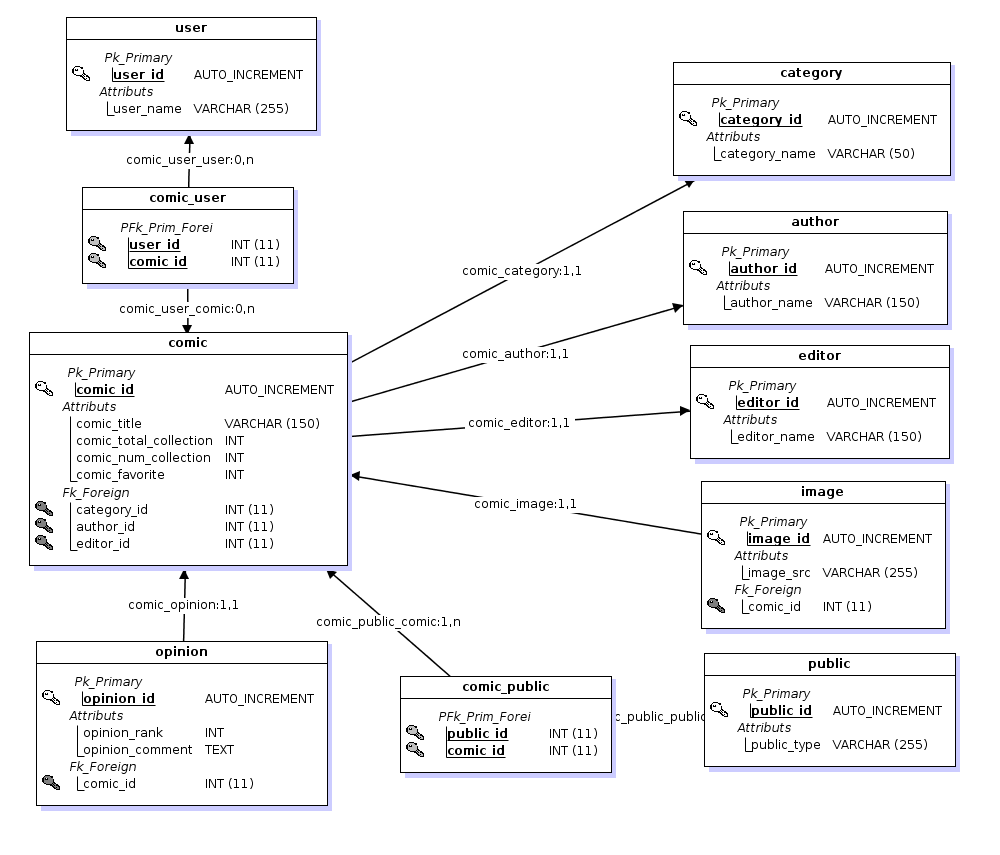 user
Pk_Primary
user_id AUTO_INCREMENT
Attributs
user_name VARCHAR (255)
comic_user_user:0,n
comic_user
PFk_Prim_Forei
user_id INT (11)
comic_id INT (11)
comic_user_comic:0,n
comic
Pk_Primary
comic_id AUTO_INCREMENT
Attributs
comic_title VARCHAR (150)
comic_total_collection INT
comic_num_collection INT
comic_favorite INT
Fk_Foreign
category_id INT (11)
author_id INT (11)
editor_id INT (11)
comic_opinion:1,1
opinion
Pk_Primary
opinion_id AUTO_INCREMENT
Attributs
opinion_rank INT
opinion_comment TEXT
Fk_Foreign
comic_id INT (11)
comic_category:1,1
comic_author:1,1
comic_editor:1,1
comic_image:1,1
comic_public_comic:1,n
comic_public
PFk_Prim_Forei
public_id INT (11)
comic_id INT (11)
c_public_public
category
Pk_Primary
category_id AUTO_INCREMENT
Attributs
category_name VARCHAR (50)
author
Pk_Primary
author_id AUTO_INCREMENT
Attributs
author_name VARCHAR (150)
editor
Pk_Primary
editor_id AUTO_INCREMENT
Attributs
editor_name VARCHAR (150)
image
Pk_Primary
image_id AUTO_INCREMENT
Attributs
image_src VARCHAR (255)
Fk_Foreign
comic_id INT (11)
public
Pk_Primary
public_id AUTO_INCREMENT
Attributs
public_type VARCHAR (255)